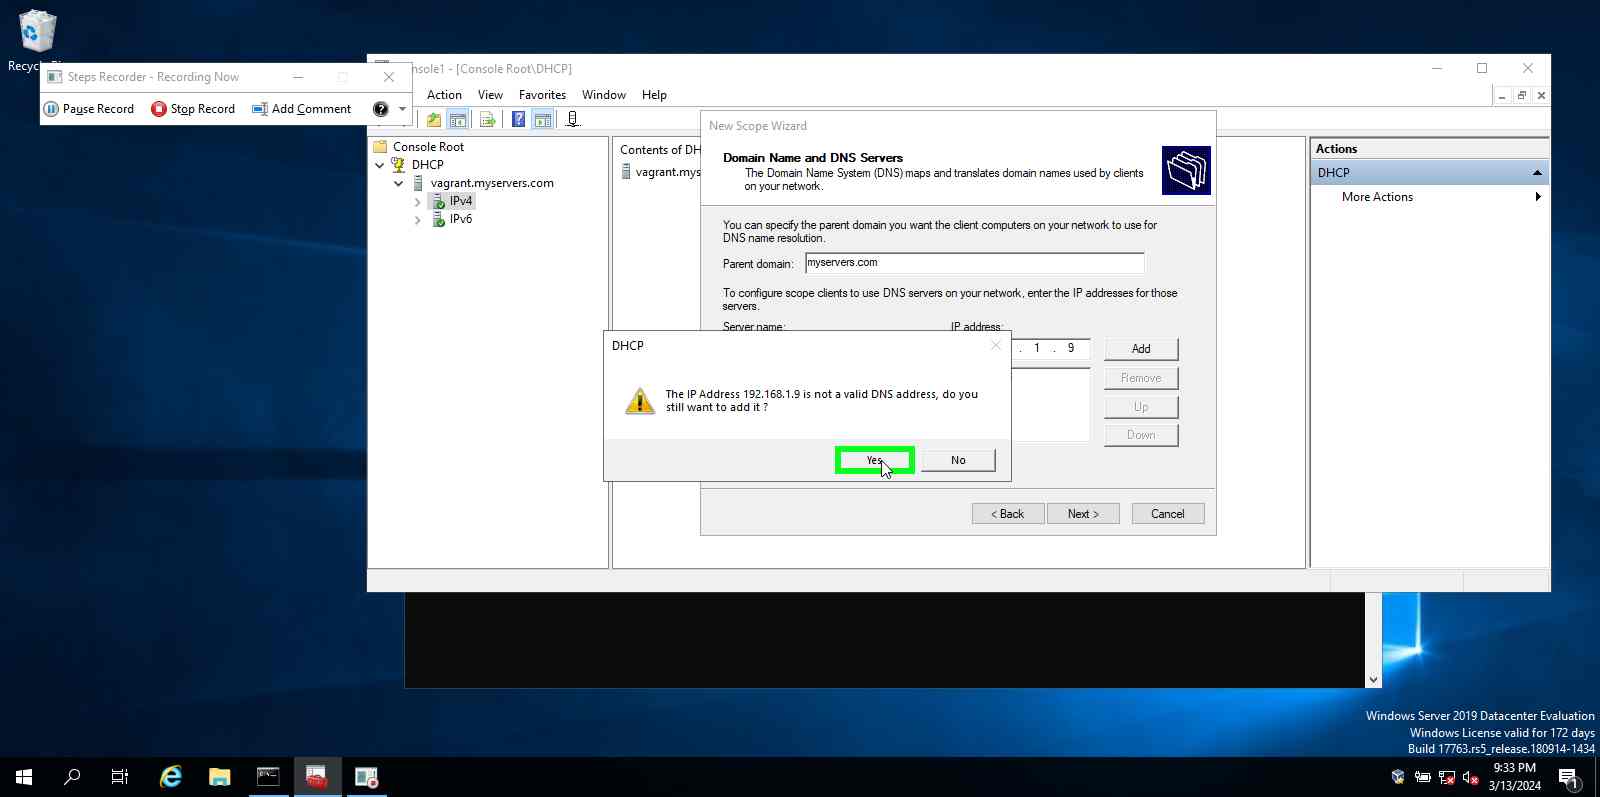 Recyc
Steps Recorder - Recording Now
Pause Record
Stop Record
Add Comment
nsole1 - [Console Root\DHCP]
Action
View
Favorites
Window
Help
Console Root
DHCP
vagrant.myservers.com
IPv4
IPv6
Contents of DH
vagrant.mys
New Scope Wizard
Domain Name and DNS Servers
The Domain Name System (DNS) maps and translates domain names used by clients
on your network.
You can specify the parent domain you want the client computers on your network to use for
DNS name resolution.
Parent domain:
myservers.com
To configure scope clients to use DNS servers on your network, enter the IP addresses for those
servers.
Server name:
IP address:
. 1 . 9
Add
Remove
Up
Down
< Back
Next >
Cancel
DHCP
The IP Address 192.168.1.9 is not a valid DNS address, do you
still want to add it ?
Yes
No
Actions
DHCP
More Actions
Windows Server 2019 Datacenter Evaluation
Windows License valid for 172 days
Build 17763.rs5_release.180914-1434
9:33 PM
3/13/2024
1